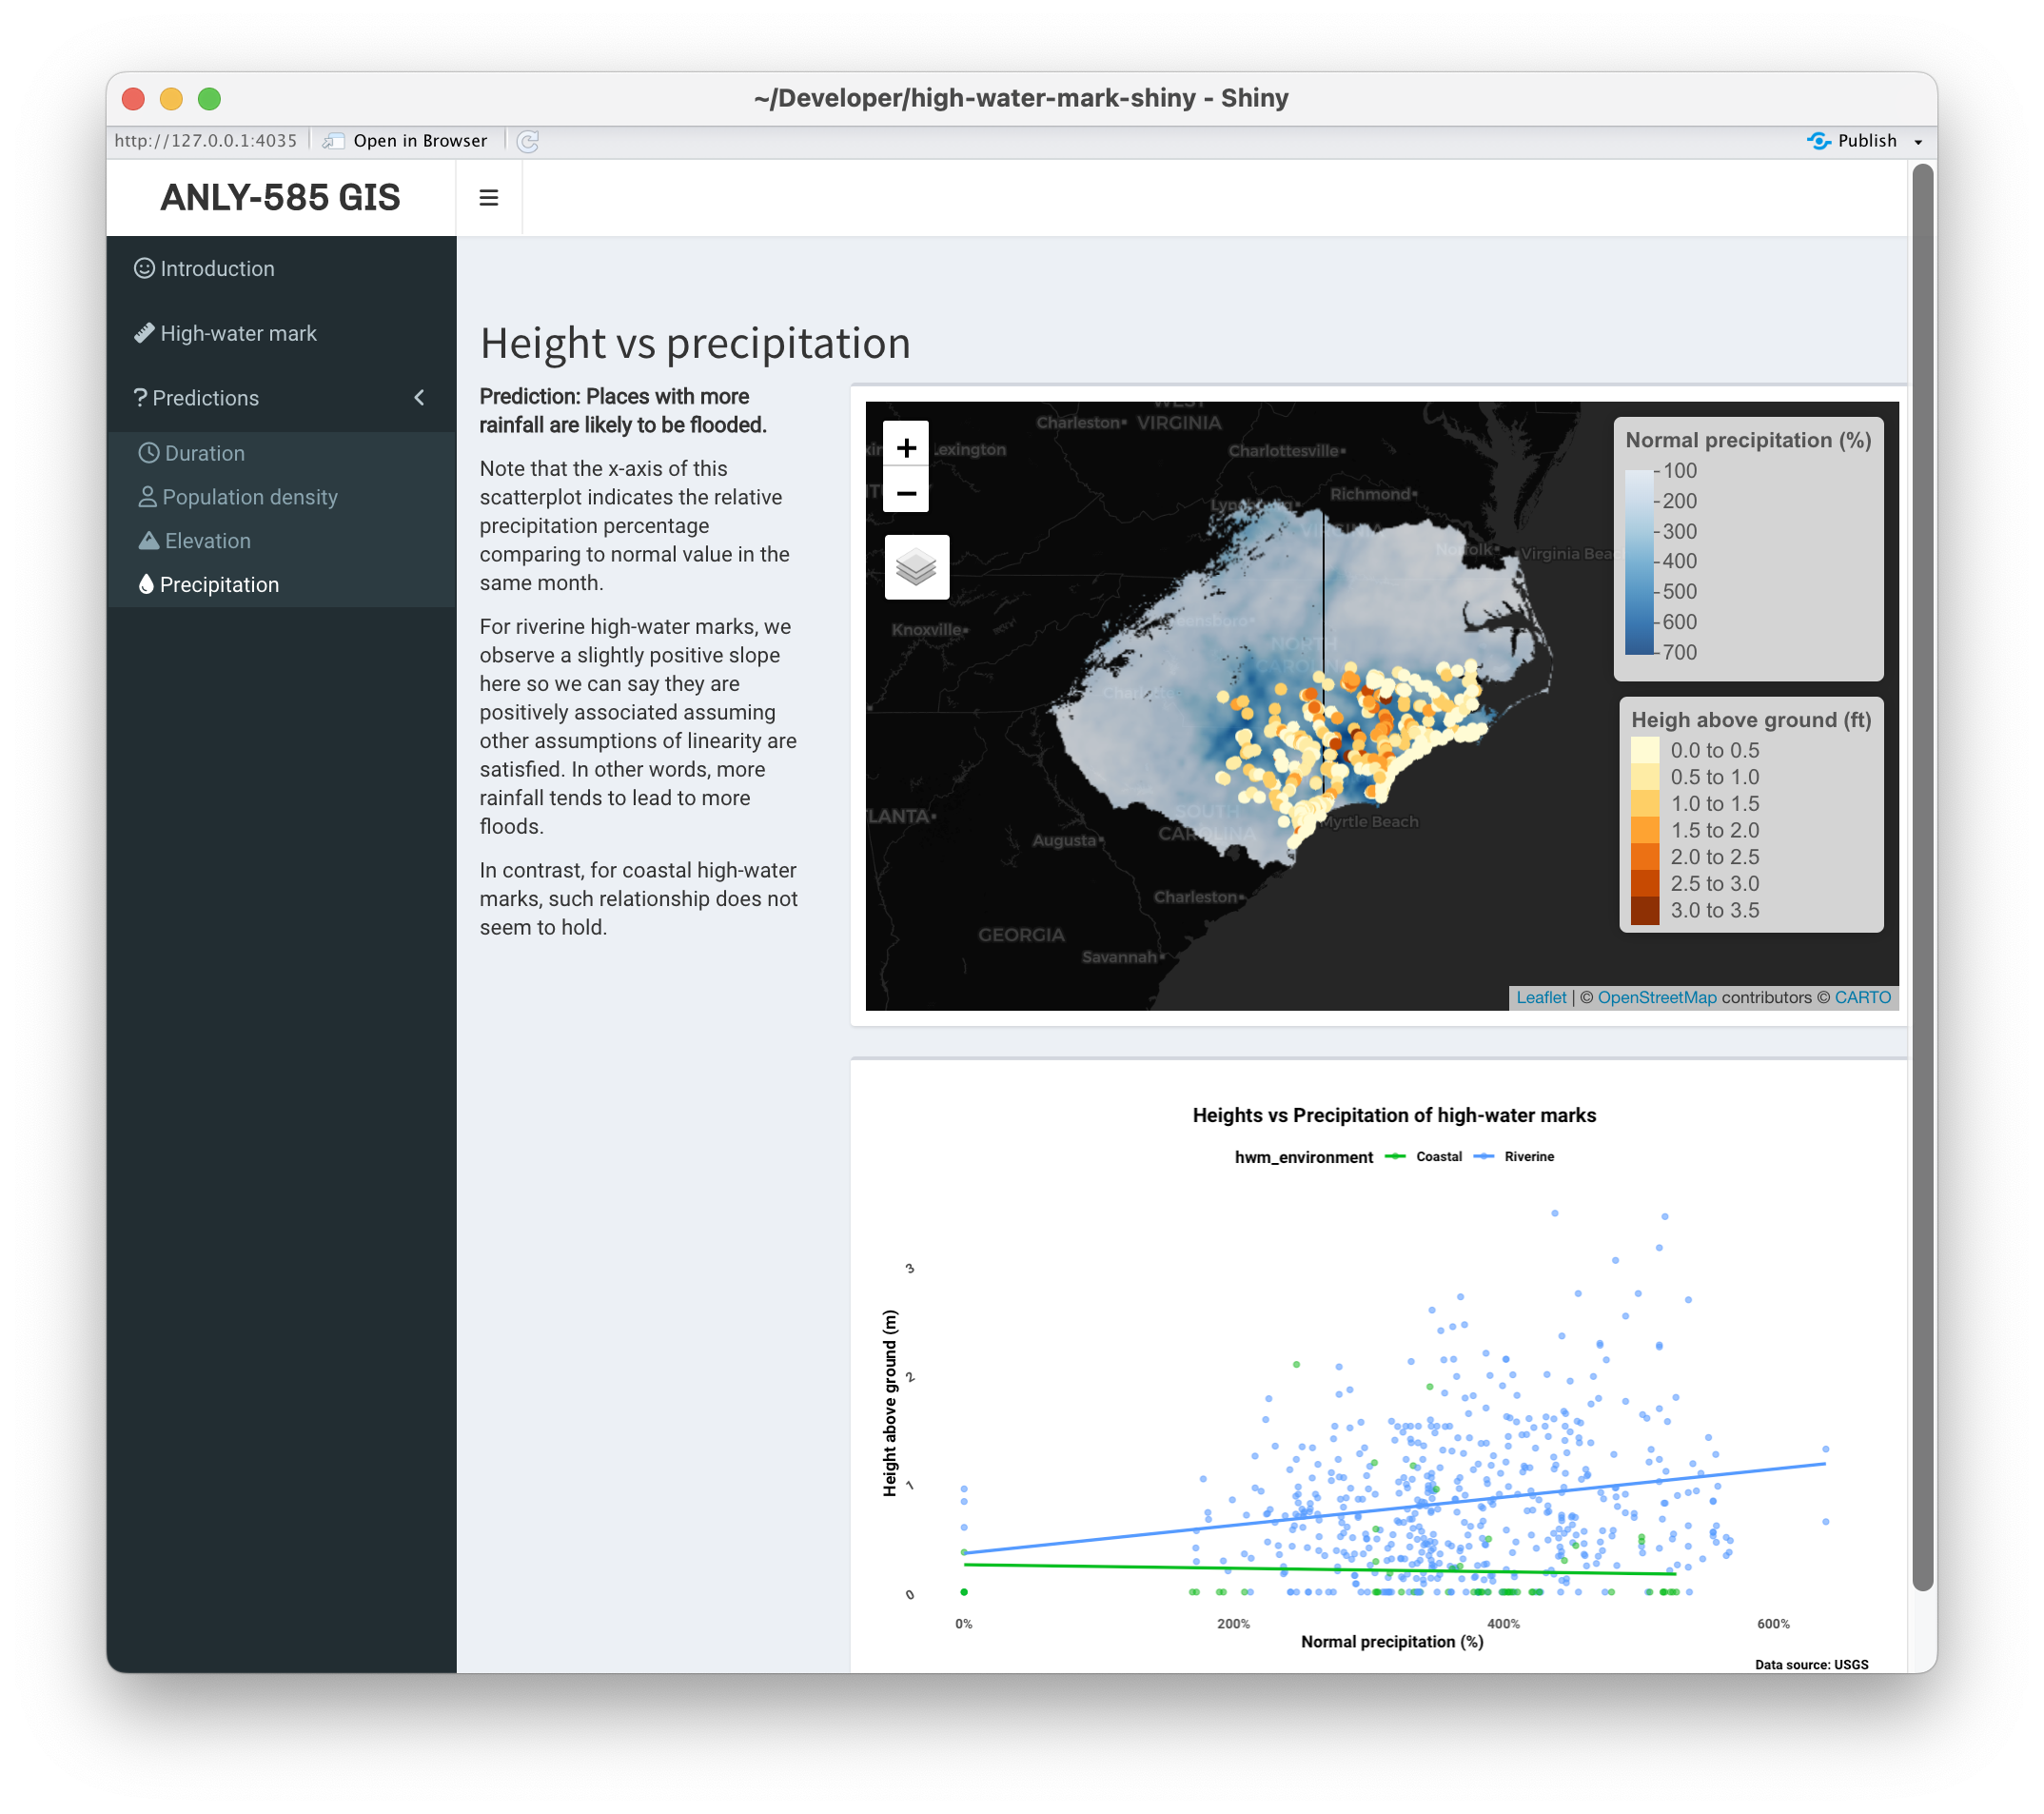 ~/Developer/high-water-mark-shiny - Shiny
http://127.0.0.1:4035
Open in Browser
Publish
ANLY-585 GIS
Introduction
High-water mark
Predictions
Duration
Population density
Elevation
Precipitation
Height vs precipitation
Prediction: Places with more
rainfall are likely to be flooded.
Note that the x-axis of this
scatterplot indicates the relative
precipitation percentage
comparing to normal value in the
same month.
For riverine high-water marks, we
observe a slightly positive slope
here so we can say they are
positively associated assuming
other assumptions of linearity are
satisfied. In other words, more
rainfall tends to lead to more
floods.
In contrast, for coastal high-water
marks, such relationship does not
seem to hold.
+
−
Charleston
VIRGINIA
Charlottesville
Richmond
Norfolk
Knoxville
NORTH
SOUTH
CAROLINA
Myrtle Beach
Augusta
Charleston
GEORGIA
Savannah
Normal precipitation (%)
100
200
300
400
500
600
700
Heigh above ground (ft)
0.0 to 0.5
0.5 to 1.0
1.0 to 1.5
1.5 to 2.0
2.0 to 2.5
2.5 to 3.0
3.0 to 3.5
Leaflet | © OpenStreetMap contributors © CARTO
Heights vs Precipitation of high-water marks
hwm_environment Coastal Riverine
Height above ground (m)
3
2
1
0
0% 200% 400% 600%
Normal precipitation (%)
Data source: USGS